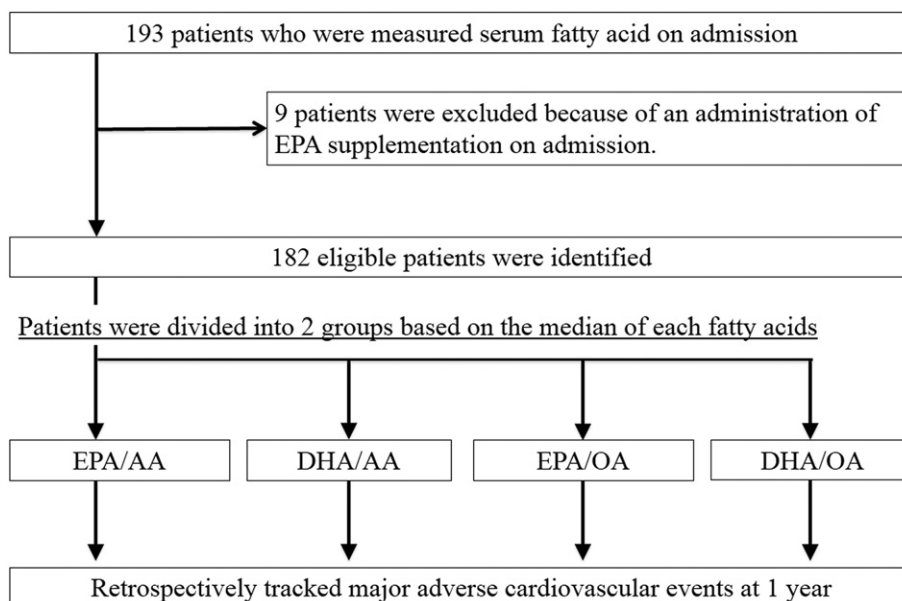 193 patients who were measured serum fatty acid on admission
9 patients were excluded because of an administration of
EPA supplementation on admission.
182 eligible patients were identified
Patients were divided into 2 groups based on the median of each fatty acids
EPA/AA
DHA/AA
EPA/OA
DHA/OA
Retrospectively tracked major adverse cardiovascular events at 1 year